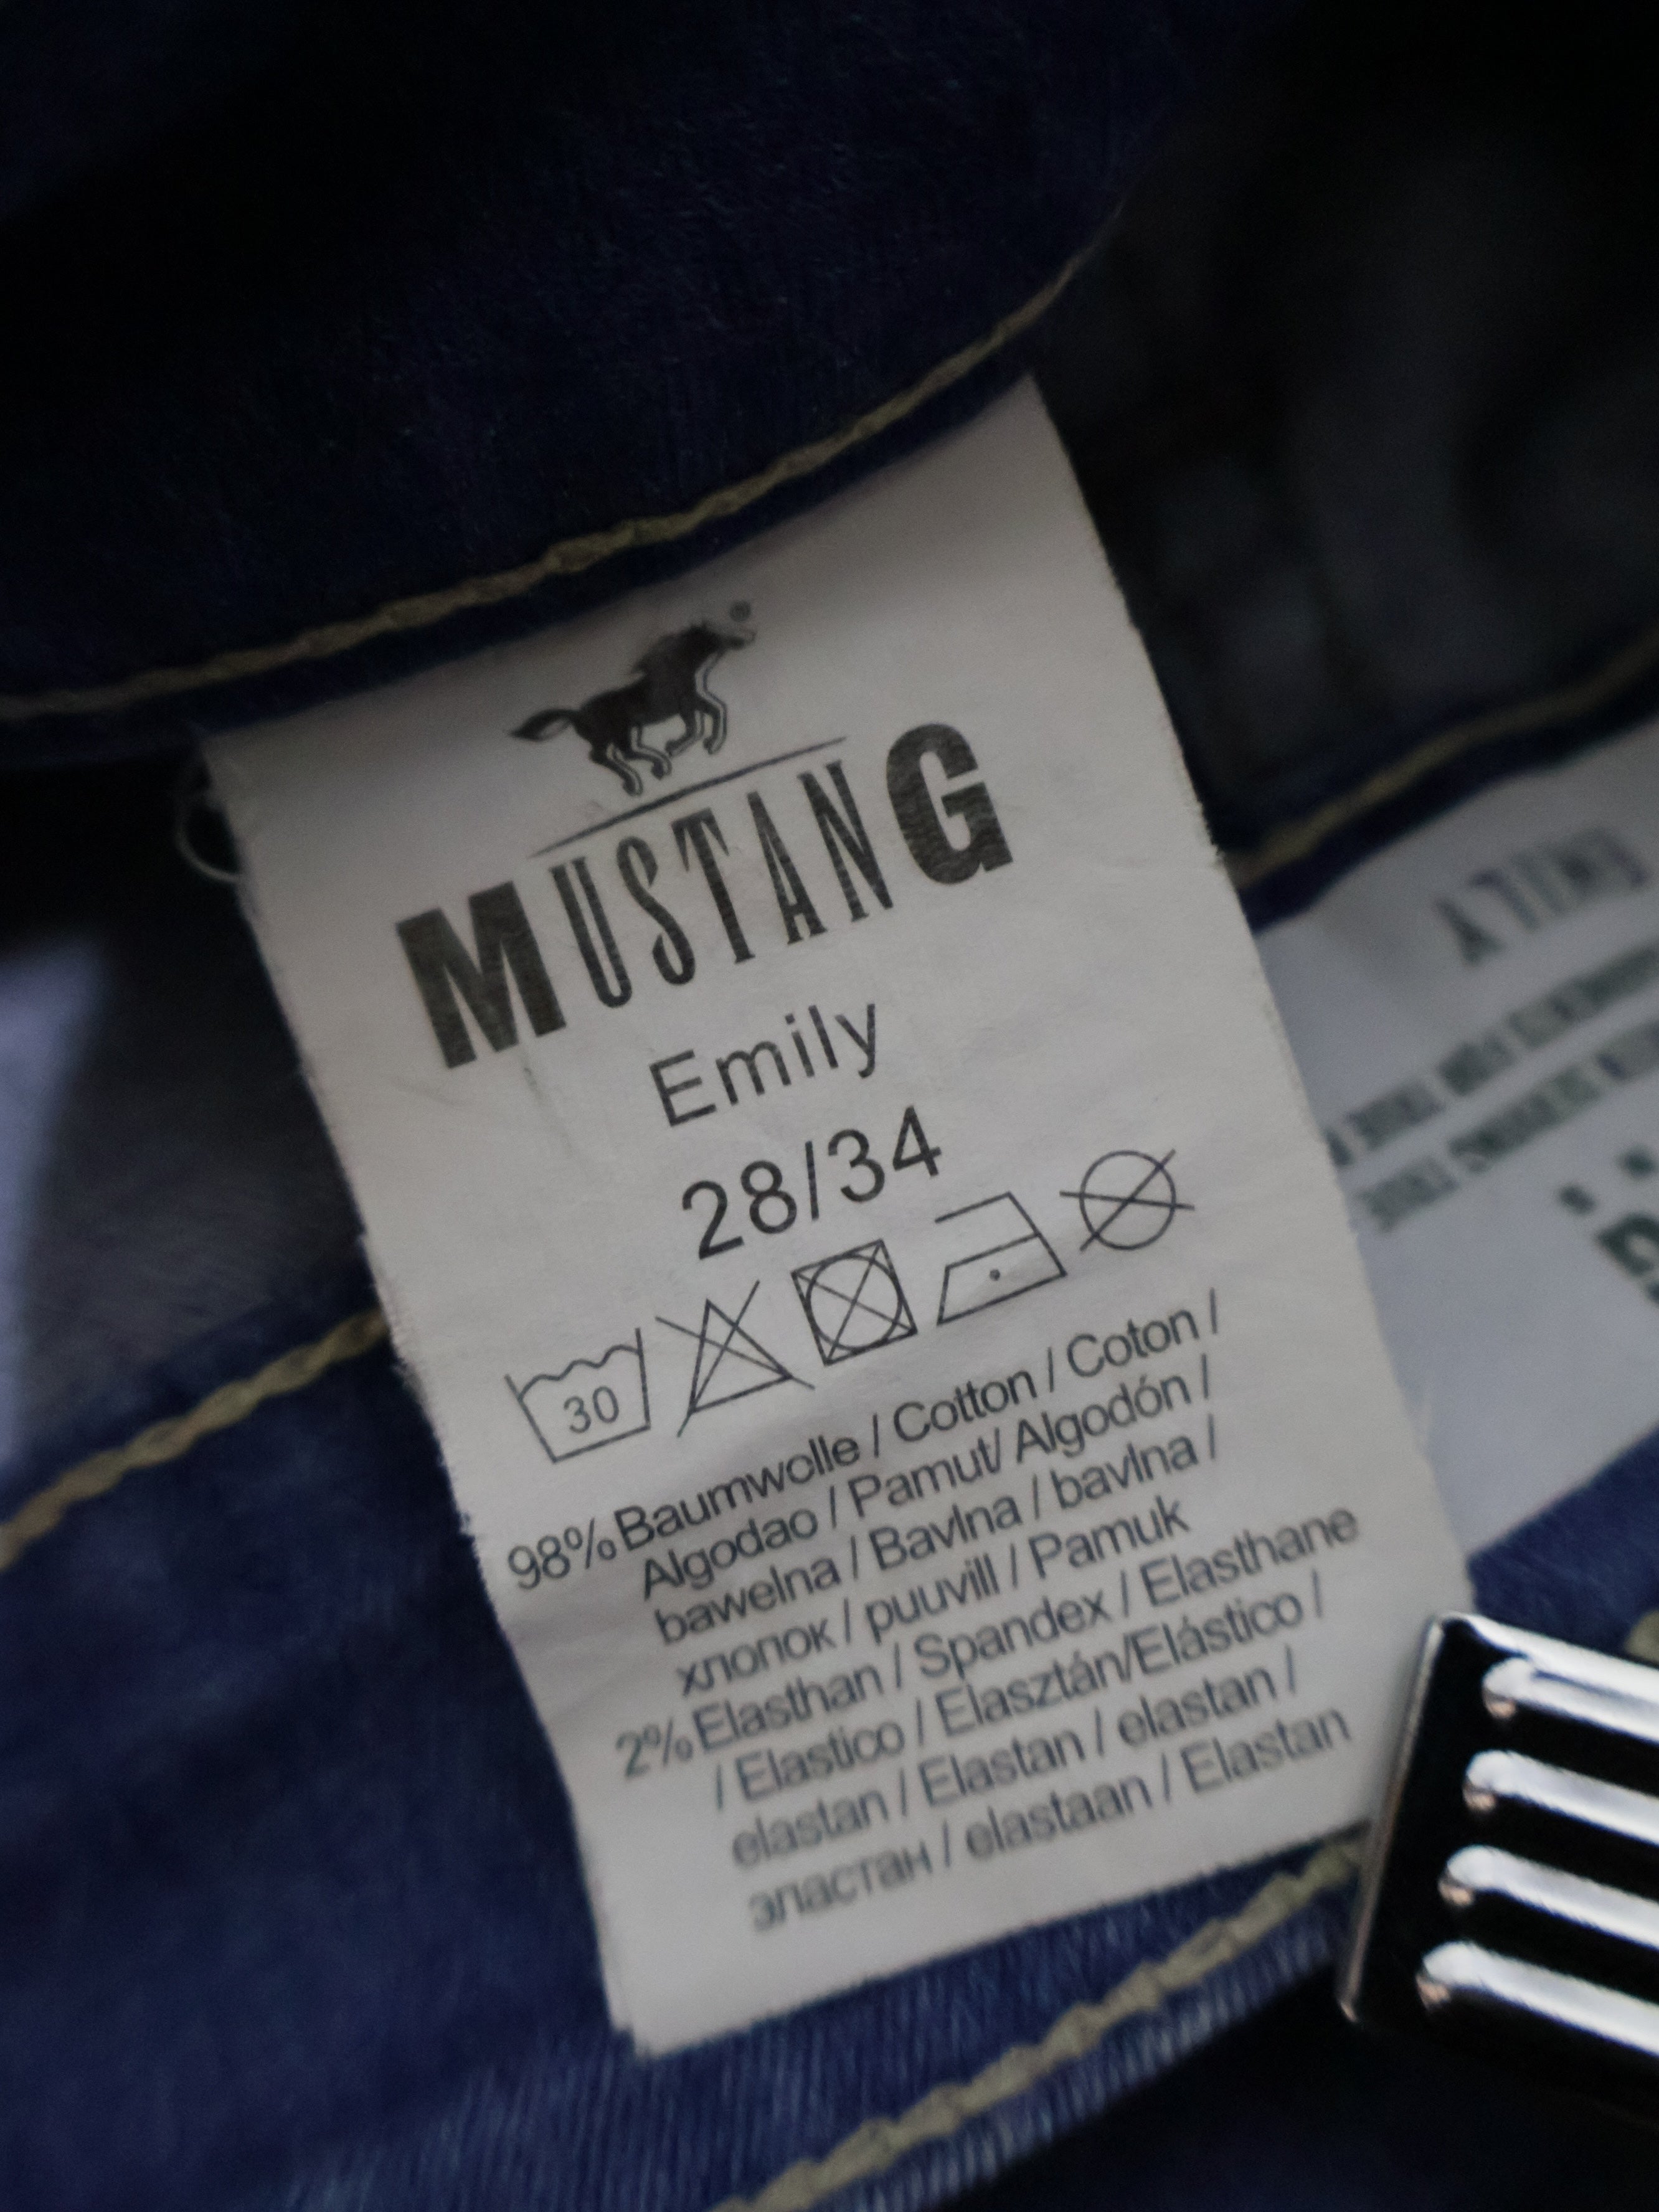 ®
MUSTANG
Emily
28/34
30
98% Baumwolle / Cotton / Coton /
Algodao / Pamut/ Algodón /
bawelna / Bavlna / bavlna /
хлопок / puuvill / Pamuk
2% Elasthan / Spandex / Elasthane
/ Elastico / Elasztán/Elástico /
elastan / Elastan / elastan /
эластан / elastaan / Elastan